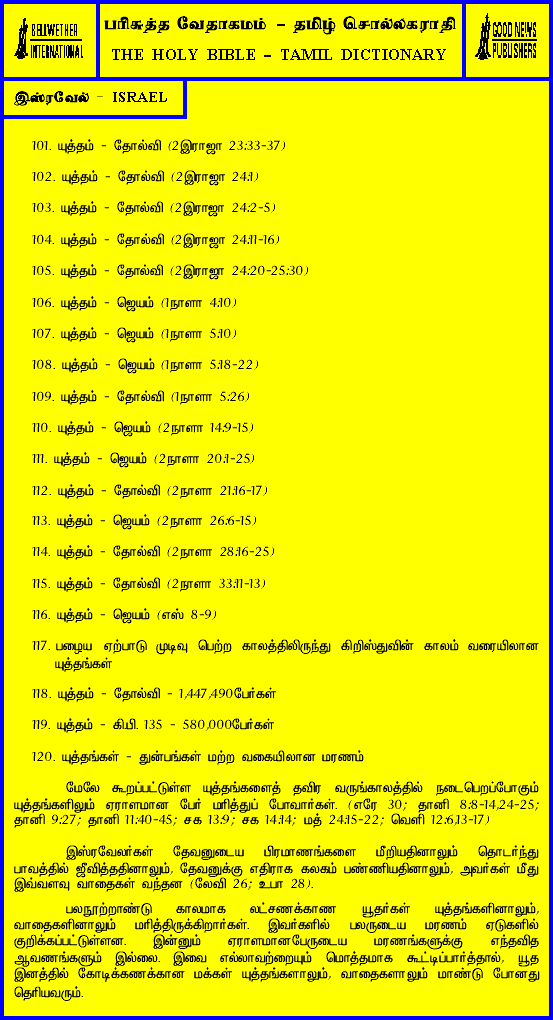 BELLWETHER
INTERNATIONAL
பரிசுத்த வேதாகமம் - தமிழ் சொல்லகராதி
THE HOLY BIBLE - TAMIL DICTIONARY
GOOD NEWS
PUBLISHERS
இஸ்ரவேல் - ISRAEL
101. யுத்தம் - தோல்வி (2இராஜா 23:33-37)
102. யுத்தம் - தோல்வி (2இராஜா 24:1)
103. யுத்தம் - தோல்வி (2இராஜா 24:2-5)
104. யுத்தம் - தோல்வி (2இராஜா 24:11-16)
105. யுத்தம் - தோல்வி (2இராஜா 24:20-25:30)
106. யுத்தம் - ஜெயம் (1நாளா 4:10)
107. யுத்தம் - ஜெயம் (1நாளா 5:10)
108. யுத்தம் - ஜெயம் (1நாளா 5:18-22)
109. யுத்தம் - தோல்வி (1நாளா 5:26)
110. யுத்தம் - ஜெயம் (2நாளா 14:9-15)
111. யுத்தம் - ஜெயம் (2நாளா 20:1-25)
112. யுத்தம் - தோல்வி (2நாளா 21:16-17)
113. யுத்தம் - ஜெயம் (2நாளா 26:6-15)
114. யுத்தம் - தோல்வி (2நாளா 28:16-25)
115. யுத்தம் - தோல்வி (2நாளா 33:11-13)
116. யுத்தம் - ஜெயம் (எஸ் 8-9)
117. பழைய ஏற்பாடு முடிவு பெற்ற காலத்திலிருந்து கிறிஸ்துவின் காலம் வரையிலான
யுத்தங்கள்
118. யுத்தம் - தோல்வி - 1,447,490பேர்கள்
119. யுத்தம் - கி.பி. 135 - 580,000பேர்கள்
120. யுத்தங்கள் - துன்பங்கள் மற்ற வகையிலான மரணம்
மேலே கூறப்பட்டுள்ள யுத்தங்களைத் தவிர வருங்காலத்தில் நடைபெறப்போகும்
யுத்தங்களிலும் ஏராளமான பேர் மரித்துப் போவார்கள். (எரே 30; தானி 8:8-14,24-25;
தானி 9:27; தானி 11:40-45; சக 13:9; சக 14:14; மத் 24:15-22; வெளி 12:6,13-17)
இஸ்ரவேலர்கள் தேவனுடைய பிரமாணங்களை மீறியதினாலும் தொடர்ந்து
பாவத்தில் ஜீவித்ததினாலும், தேவனுக்கு எதிராக கலகம் பண்ணியதினாலும், அவர்கள் மீது
இவ்வளவு வாதைகள் வந்தன (லேவி 26; உபா 28).
பலநூற்றாண்டு காலமாக லட்சணக்காண யூதர்கள் யுத்தங்களினாலும்,
வாதைகளினாலும் மரித்திருக்கிறார்கள். இவர்களில் பலருடைய மரணம் ஏடுகளில்
குறிக்கப்பட்டுள்ளன. இன்னும் ஏராளமானபேருடைய மரணங்களுக்கு எந்தவித
ஆவணங்களும் இல்லை. இவை எல்லாவற்றையும் மொத்தமாக கூட்டிப்பார்த்தால், யூத
இனத்தில் கோடிக்கணக்கான மக்கள் யுத்தங்களாலும், வாதைகளாலும் மாண்டு போனது
தெரியவரும்.